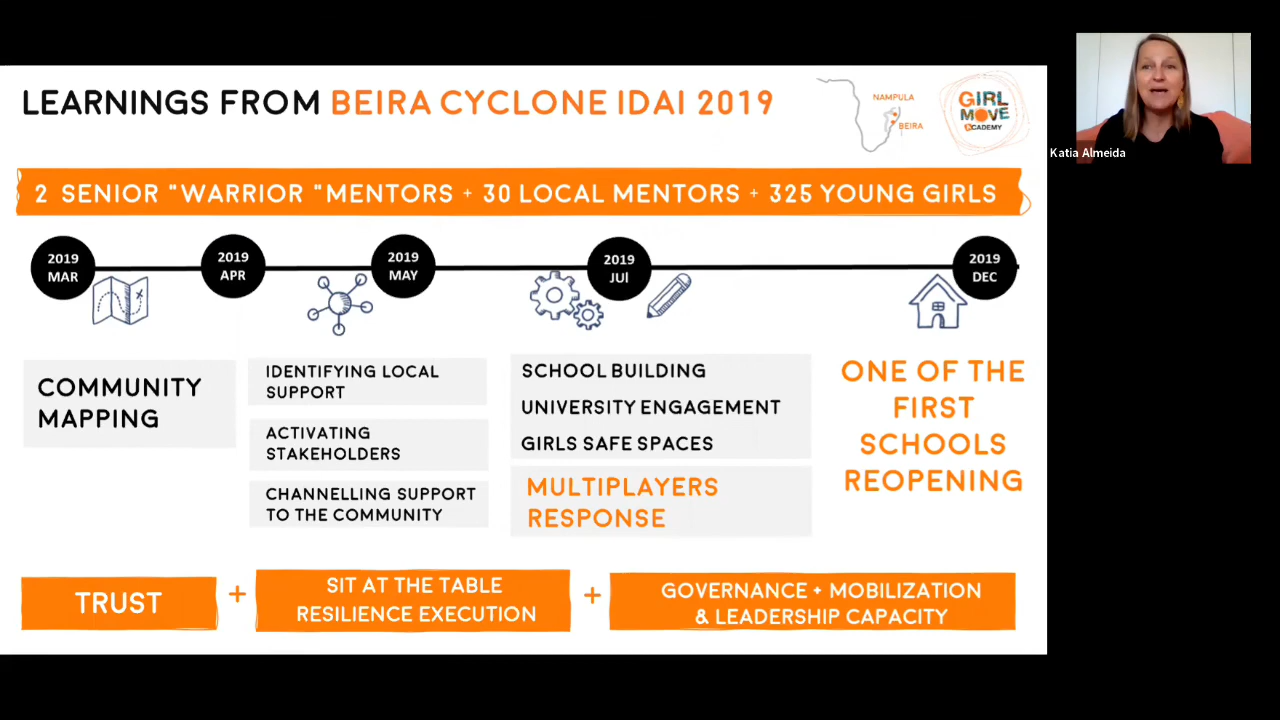 LEARNINGS FROM BEIRA CYCLONE IDAI 2019
NAMPULA
BEIRA
GIRL
MOVE
ACADEMY
Katia Almeida
2 SENIOR "WARRIOR "MENTORS + 30 LOCAL MENTORS + 325 YOUNG GIRLS
2019
MAR
2019
APR
2019
MAY
2019
JUl
2019
DEC
COMMUNITY
MAPPING
IDENTIFYING LOCAL
SUPPORT
ACTIVATING
STAKEHOLDERS
CHANNELLING SUPPORT
TO THE COMMUNITY
SCHOOL BUILDING
UNIVERSITY ENGAGEMENT
GIRLS SAFE SPACES
MULTIPLAYERS
RESPONSE
ONE OF THE
FIRST
SCHOOLS
REOPENING
TRUST
+
SIT AT THE TABLE
RESILIENCE EXECUTION
+
GOVERNANCE + MOBILIZATION
& LEADERSHIP CAPACITY